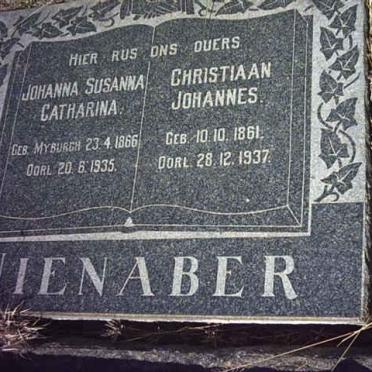 HIER RUS ONS OUERS
JOHANNA SUSANNA
CATHARINA.
GEB. MYBURGH 23.4.1866
OORL. 20.6.1935.
CHRISTIAAN
JOHANNES.
GEB. 10.10.1861.
OORL. 28.12.1937.
NIENABER